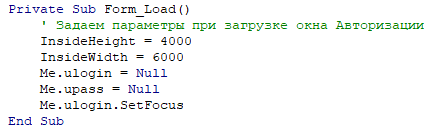 Private Sub Form_Load()
    ' Задаем параметры при загрузке окна Авторизации
    InsideHeight = 4000
    InsideWidth = 6000
    Me.ulogin = Null
    Me.upass = Null
    Me.ulogin.SetFocus
End Sub